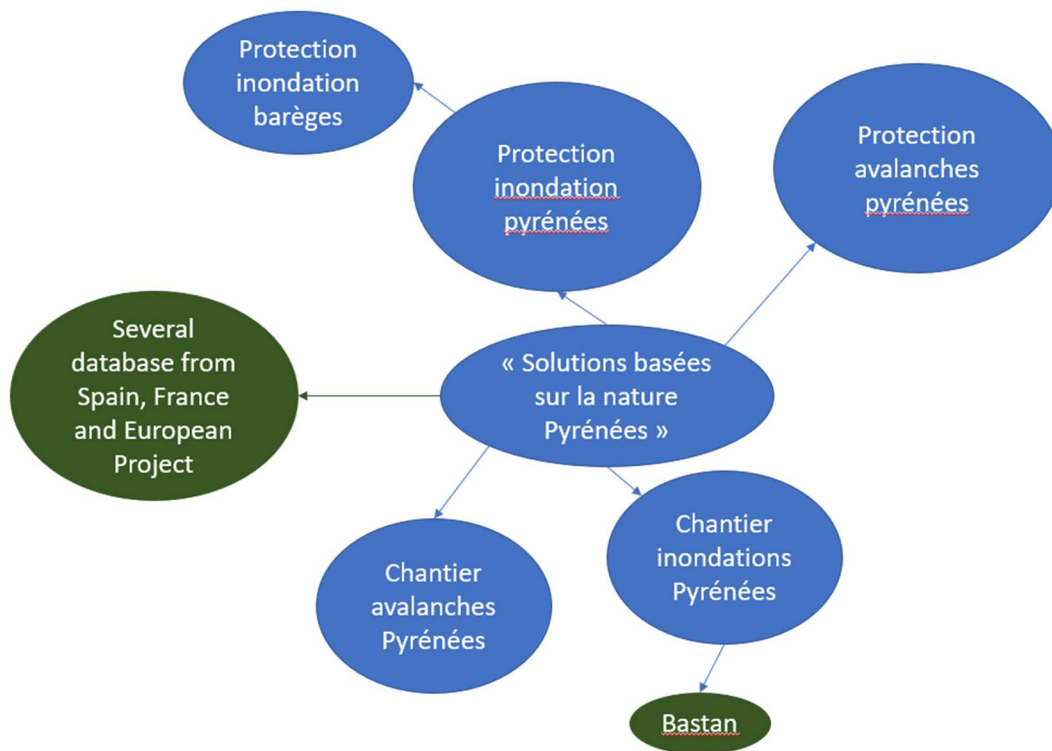 Protection
inondation
barèges
Protection
inondation
pyrénées
Protection
avalanches
pyrénées
Several
database from
Spain, France
and European
Project
« Solutions basées
sur la nature
Pyrénées »
Chantier
avalanches
Pyrénées
Chantier
inondations
Pyrénées
Bastan